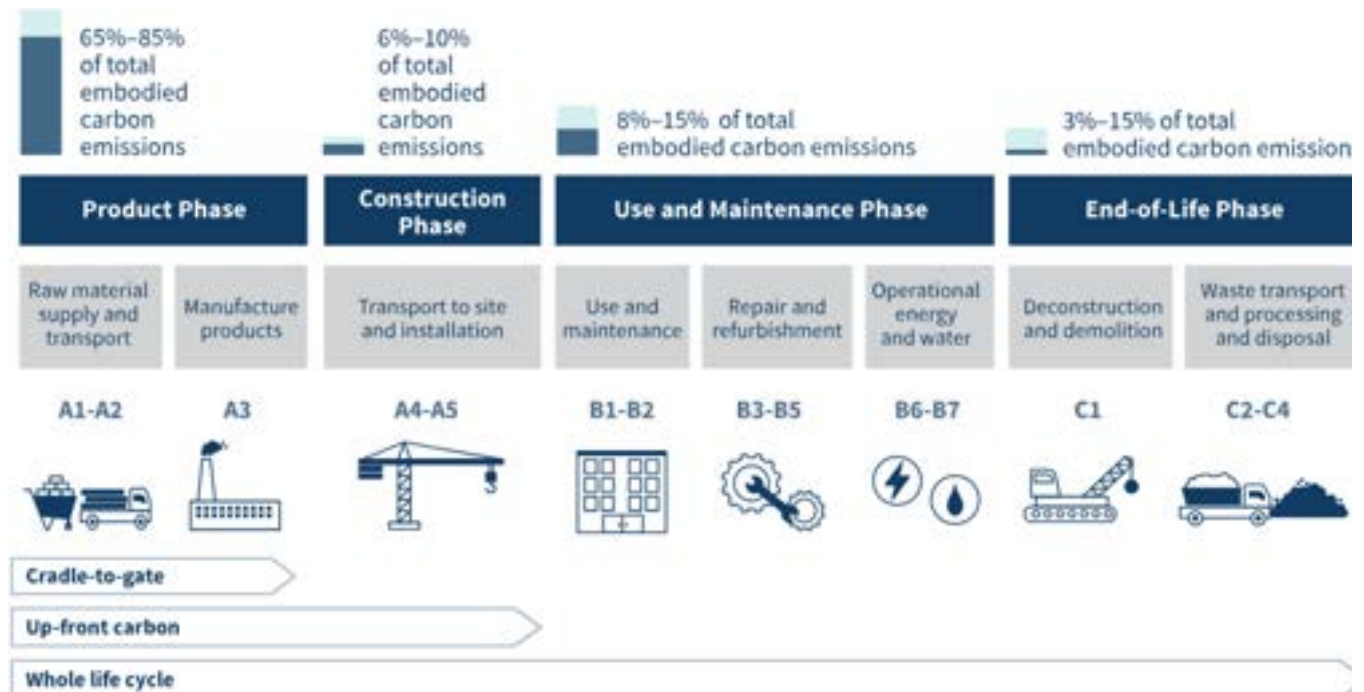 65%–85%
of total
embodied
carbon
emissions
6%–10%
of total
embodied
carbon
emissions
8%–15% of total
embodied carbon emissions
3%–15% of total
embodied carbon emission
Product Phase
Construction
Phase
Use and Maintenance Phase
End-of-Life Phase
Raw material
supply and
transport
Manufacture
products
Transport to site
and installation
Use and
maintenance
Repair and
refurbishment
Operational
energy
and water
Deconstruction
and demolition
Waste transport
and processing
and disposal
A1-A2
A3
A4-A5
B1-B2
B3-B5
B6-B7
C1
C2-C4
Cradle-to-gate
Up-front carbon
Whole life cycle